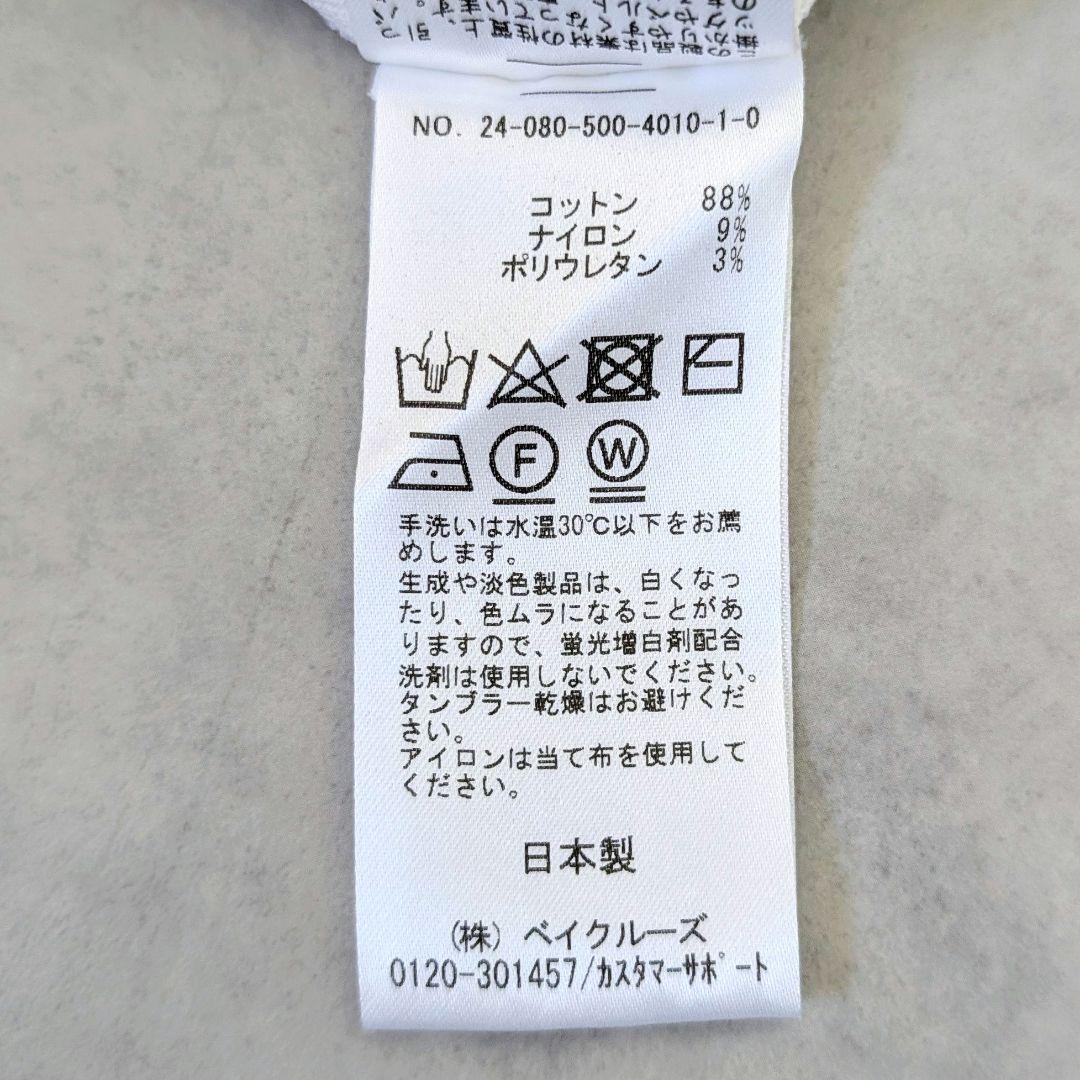 NO. 24-080-500-4010-1-0
コットン 88%
ナイロン 9%
ポリウレタン 3%
F W
手洗いは水温30℃以下をお薦
めします。
生成や淡色製品は、白くなっ
たり、色ムラになることがあ
りますので、蛍光増白剤配合
洗剤は使用しないでください。
タンブラー乾燥はお避けくだ
さい。
アイロンは当て布を使用して
ください。
日本製
(株) ベイクルーズ
0120-301457/カスタマーサポート